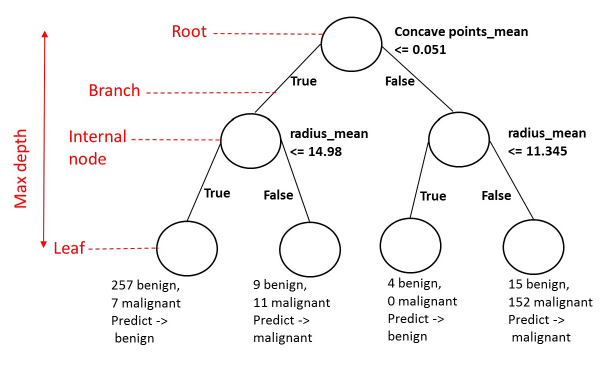 Root
Concave points_mean
<= 0.051
True
False
Branch
Max depth
Internal
node
radius_mean
<= 14.98
radius_mean
<= 11.345
True
False
True
False
Leaf
257 benign,
7 malignant
Predict ->
benign
9 benign,
11 malignant
Predict ->
malignant
4 benign,
0 malignant
Predict ->
benign
15 benign,
152 malignant
Predict ->
malignant